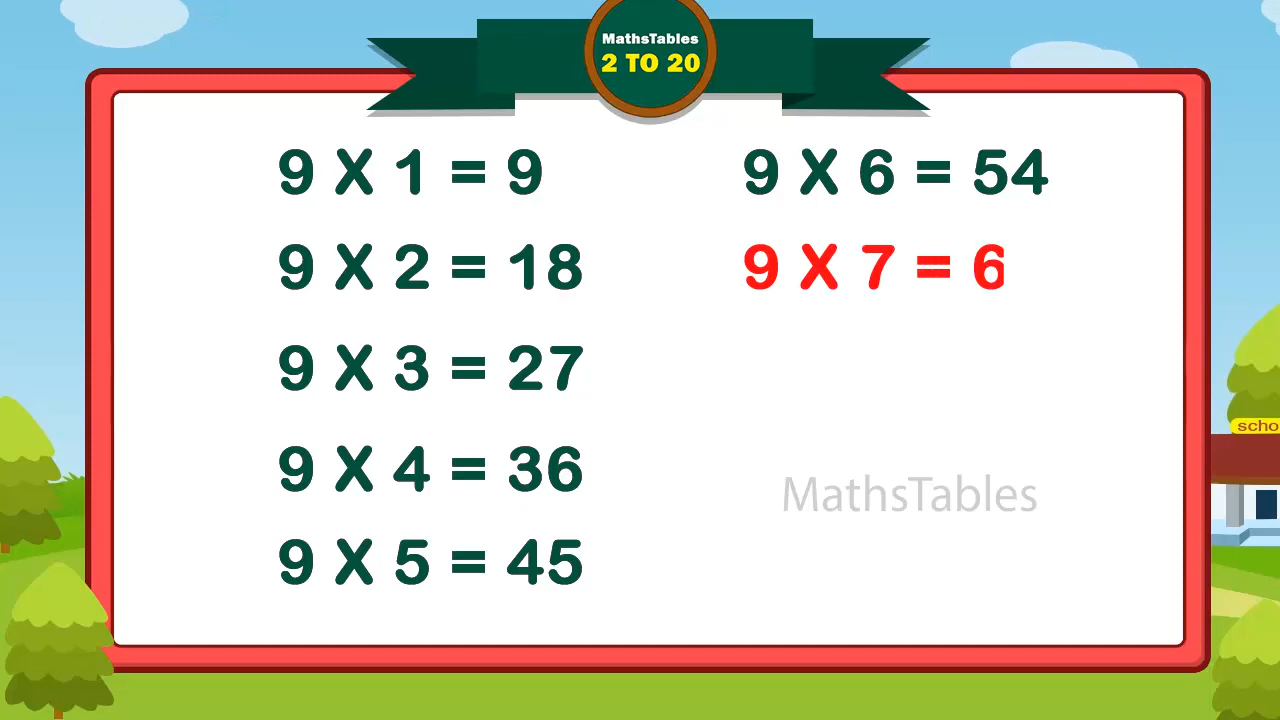 MathsTables
2 TO 20
9 X 1 = 9
9 X 2 = 18
9 X 3 = 27
9 X 4 = 36
9 X 5 = 45
9 X 6 = 54
9 X 7 = 6
MathsTables
scho